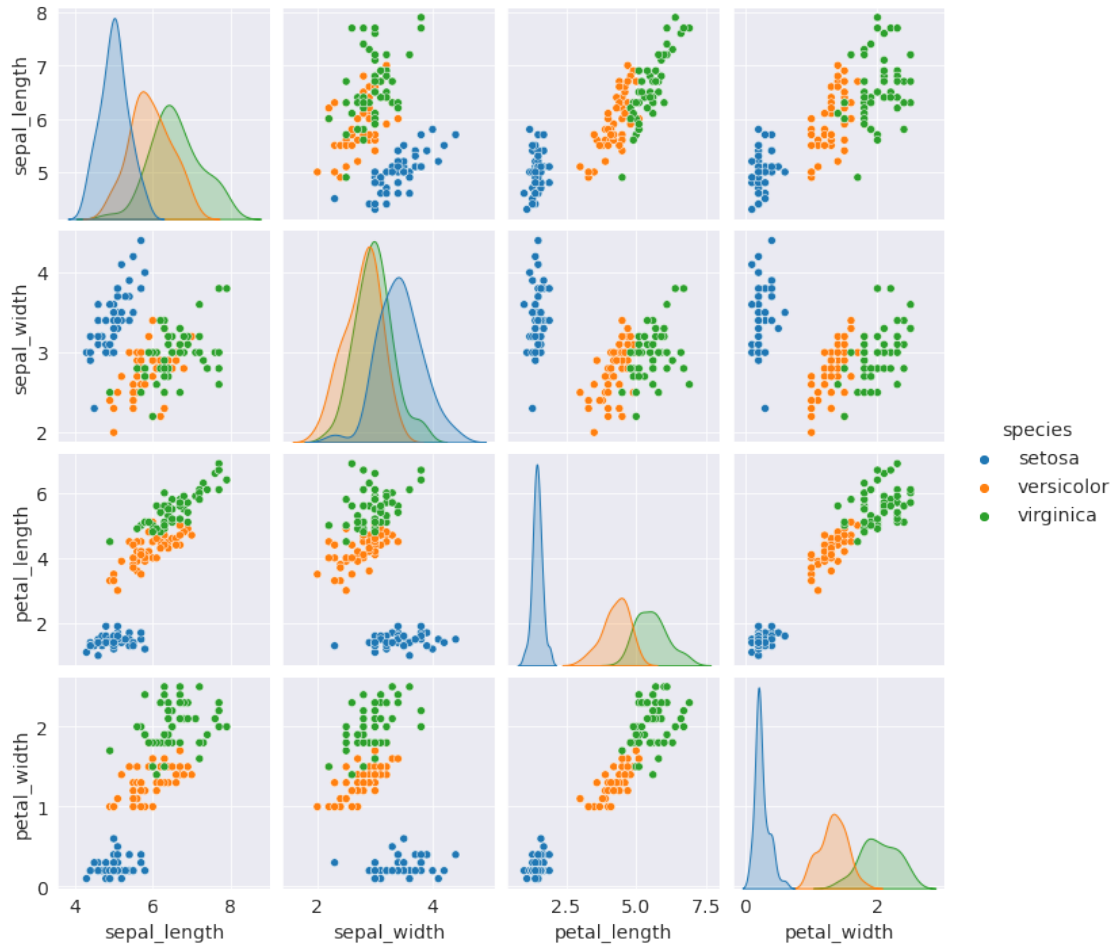 8
7
6
5
sepal_length
4
3
2
sepal_width
6
4
2
petal_length
2
1
0
petal_width
4 6 8
2 4
2.5 5.0 7.5
0 2
sepal_length
sepal_width
petal_length
petal_width
species
setosa
versicolor
virginica